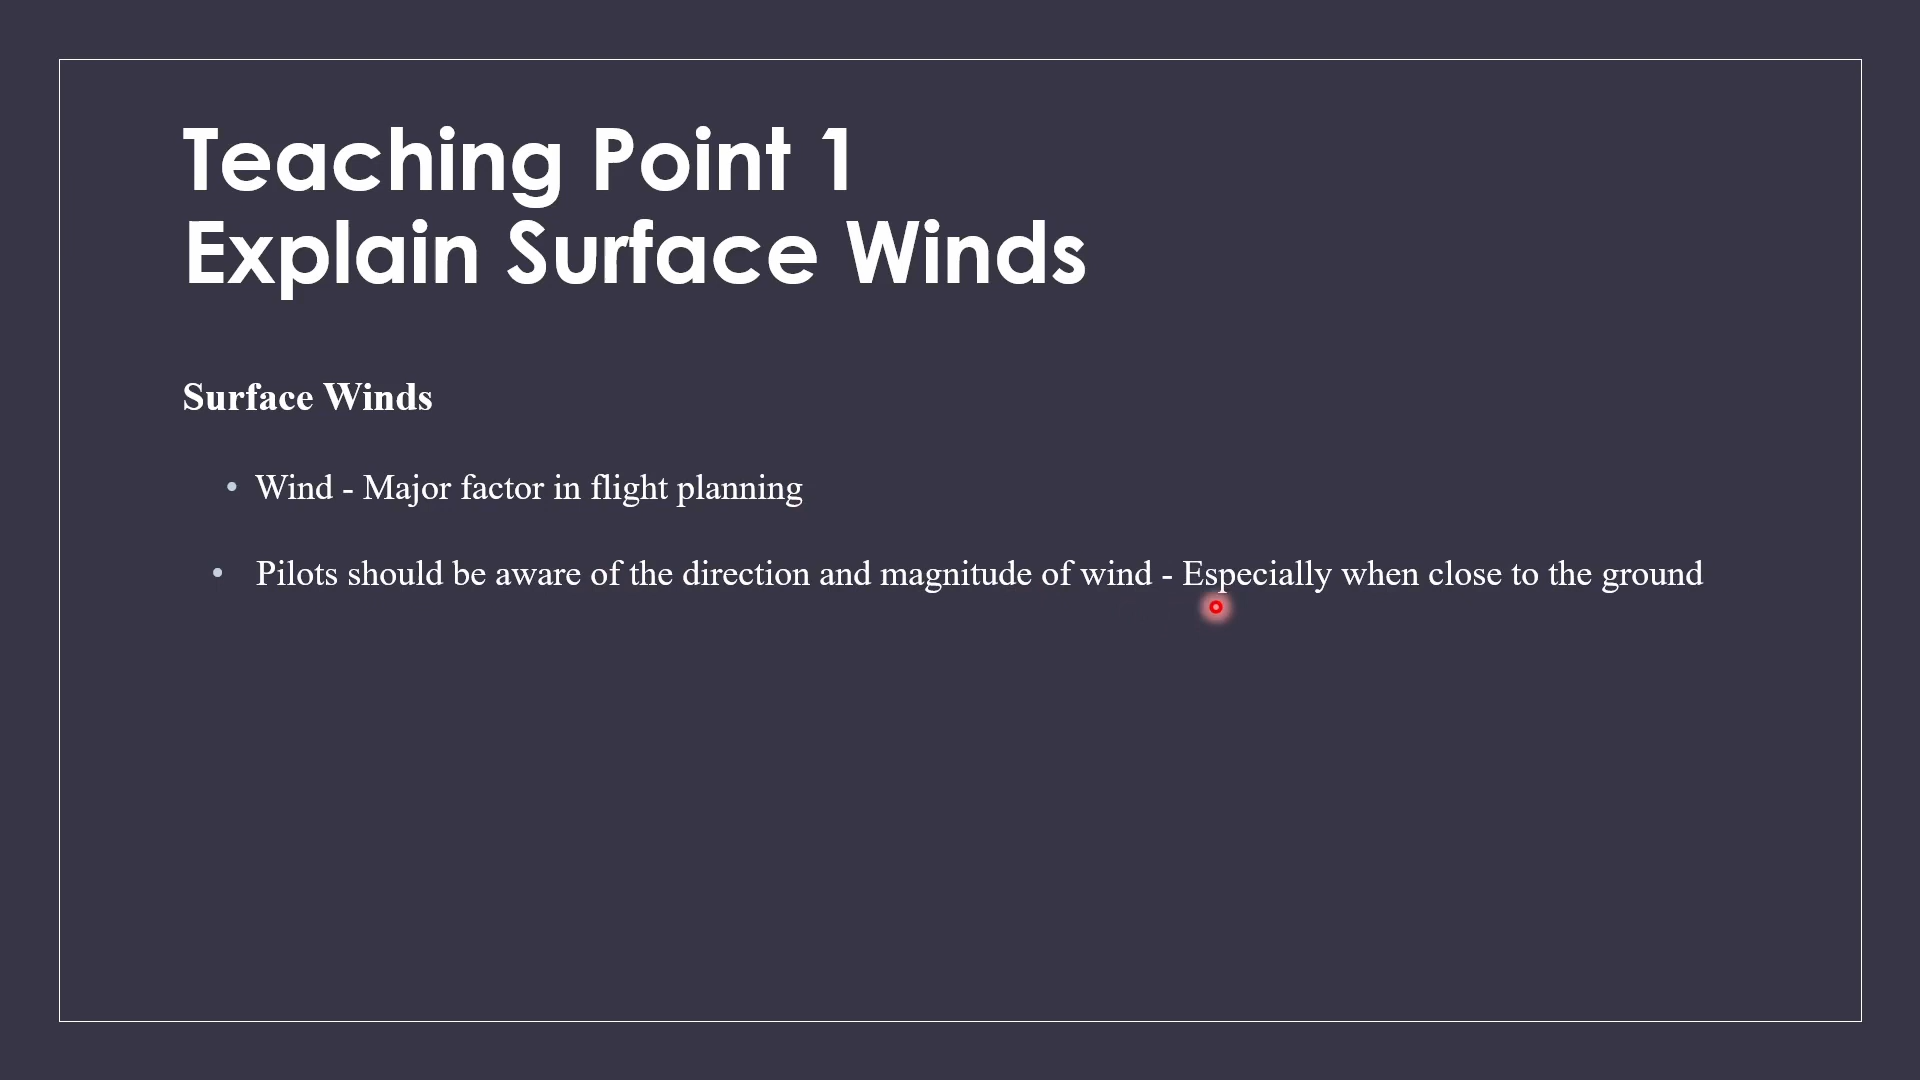 Teaching Point 1
Explain Surface Winds
Surface Winds
• Wind - Major factor in flight planning
• Pilots should be aware of the direction and magnitude of wind - Especially when close to the ground